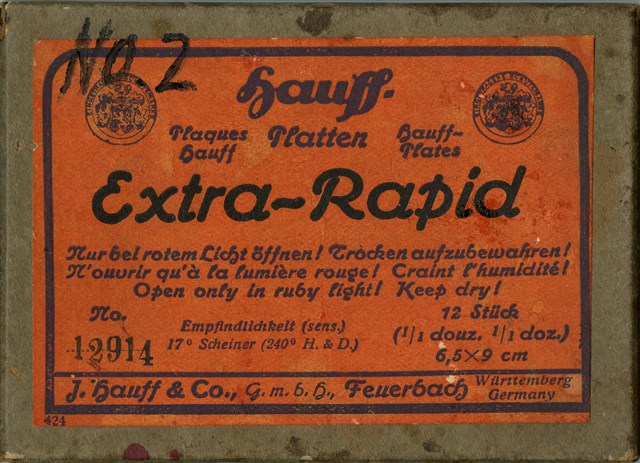 No 2
Hauff-
Plaques Hauff
Platten
Hauff-Plates
Extra-Rapid
Nur bei rotem Licht öffnen! Trocken aufzubewahren!
N'ouvrir qu'à la lumière rouge! Craint l'humidité!
Open only in ruby light! Keep dry!
No.
12914
Empfindlichkeit (sens.)
17° Scheiner (240° H. & D.)
12 Stück
(1/1 douz. 1/1 doz.)
6,5×9 cm
J. Hauff & Co., G. m. b. H., Feuerbach Württemberg Germany
424